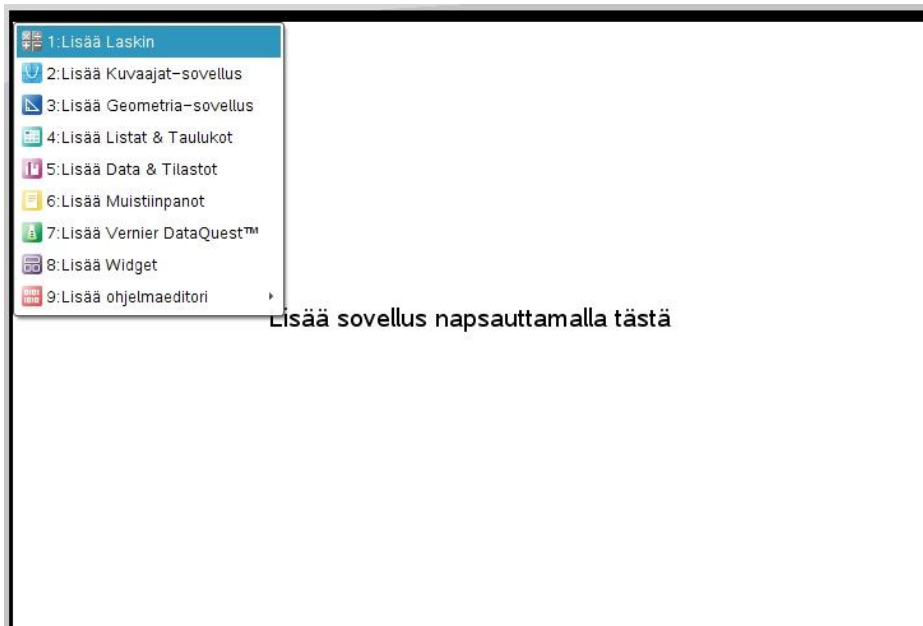 1:Lisää Laskin
2:Lisää Kuvaajat-sovellus
3:Lisää Geometria-sovellus
4:Lisää Listat & Taulukot
5:Lisää Data & Tilastot
6:Lisää Muistiinpanot
7:Lisää Vernier DataQuest™
8:Lisää Widget
9:Lisää ohjelmaeditori
Lisää sovellus napsauttamalla tästä